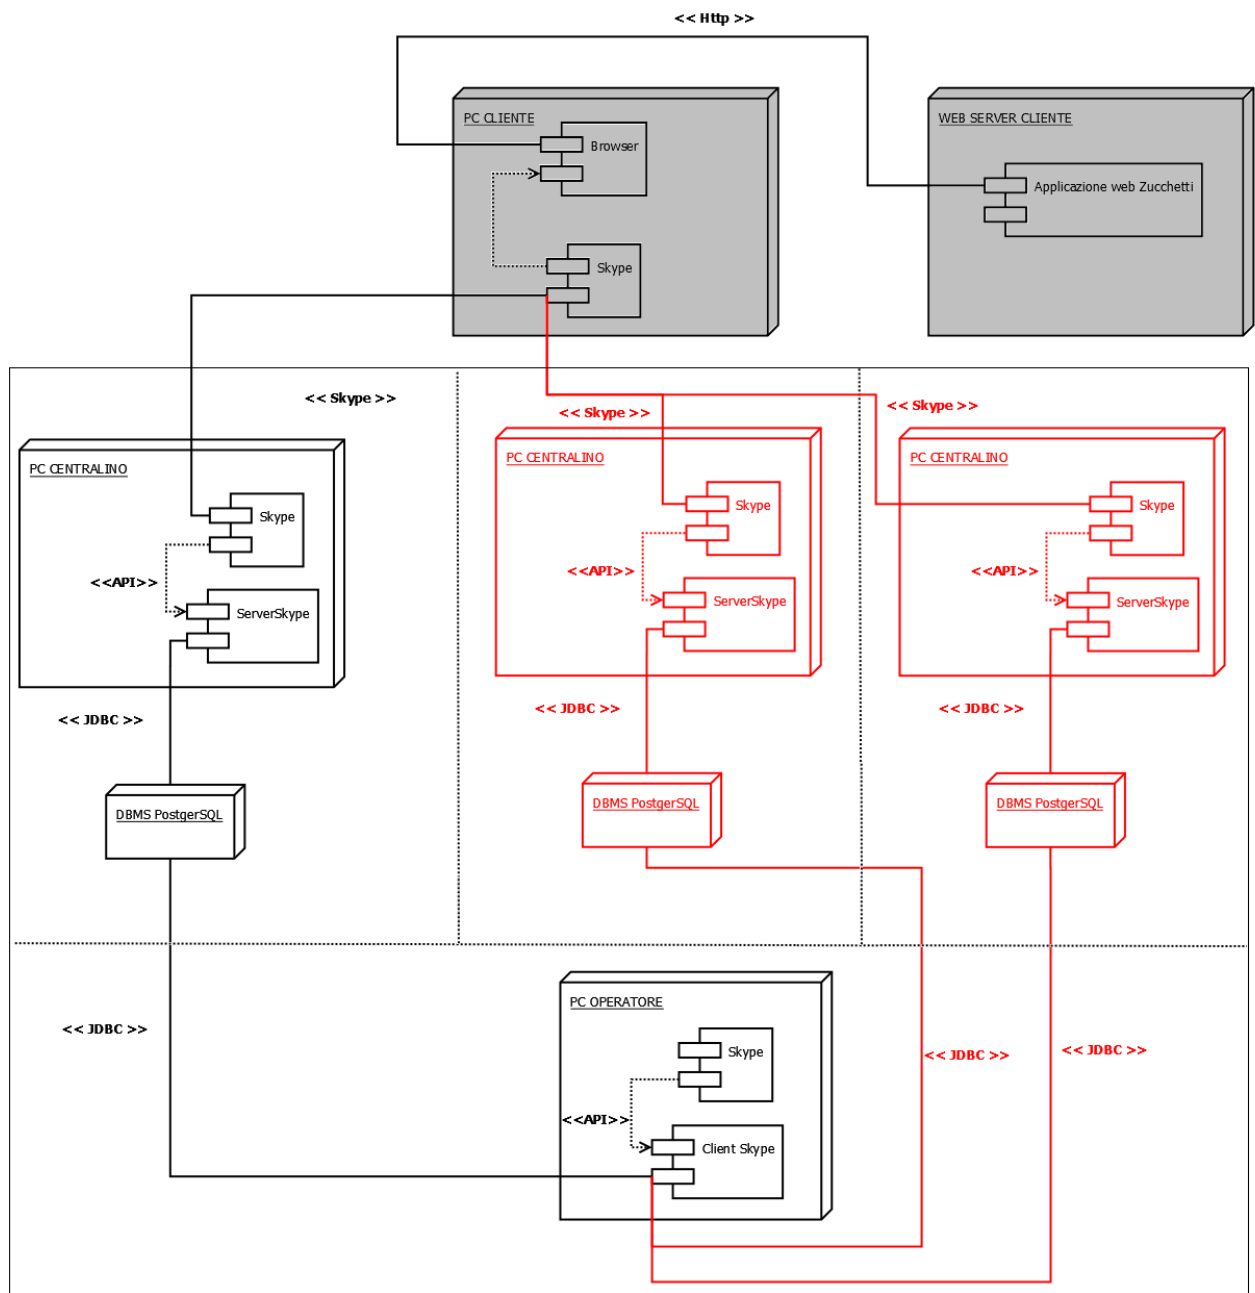 << Http >>
PC CLIENTE
Browser
Skype
WEB SERVER CLIENTE
Applicazione web Zucchetti
<< Skype >>
<< Skype >>
<< Skype >>
PC CENTRALINO
Skype
<<API>>
ServerSkype
PC CENTRALINO
Skype
<<API>>
ServerSkype
PC CENTRALINO
Skype
<<API>>
ServerSkype
<< JDBC >>
<< JDBC >>
<< JDBC >>
DBMS PostgerSQL
DBMS PostgerSQL
DBMS PostgerSQL
<< JDBC >>
PC OPERATORE
Skype
<<API>>
Client Skype
<< JDBC >>
<< JDBC >>